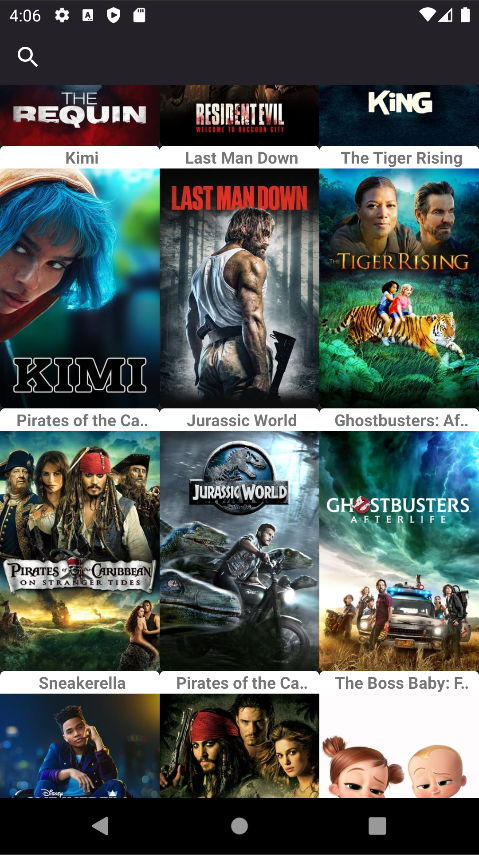 4:06
THE
REQUIN
RESIDENT EVIL
WELCOME TO RACCOON CITY
KING
Kimi
Last Man Down
The Tiger Rising
KIMI
LAST MAN DOWN
THE TIGER RISING
Pirates of the Ca..
Jurassic World
Ghostbusters: Af..
PIRATES of the CARIBBEAN
ON STRANGER TIDES
JURASSIC WORLD
GHOSTBUSTERS
AFTERLIFE
Sneakerella
Pirates of the Ca..
The Boss Baby: F..
Disney